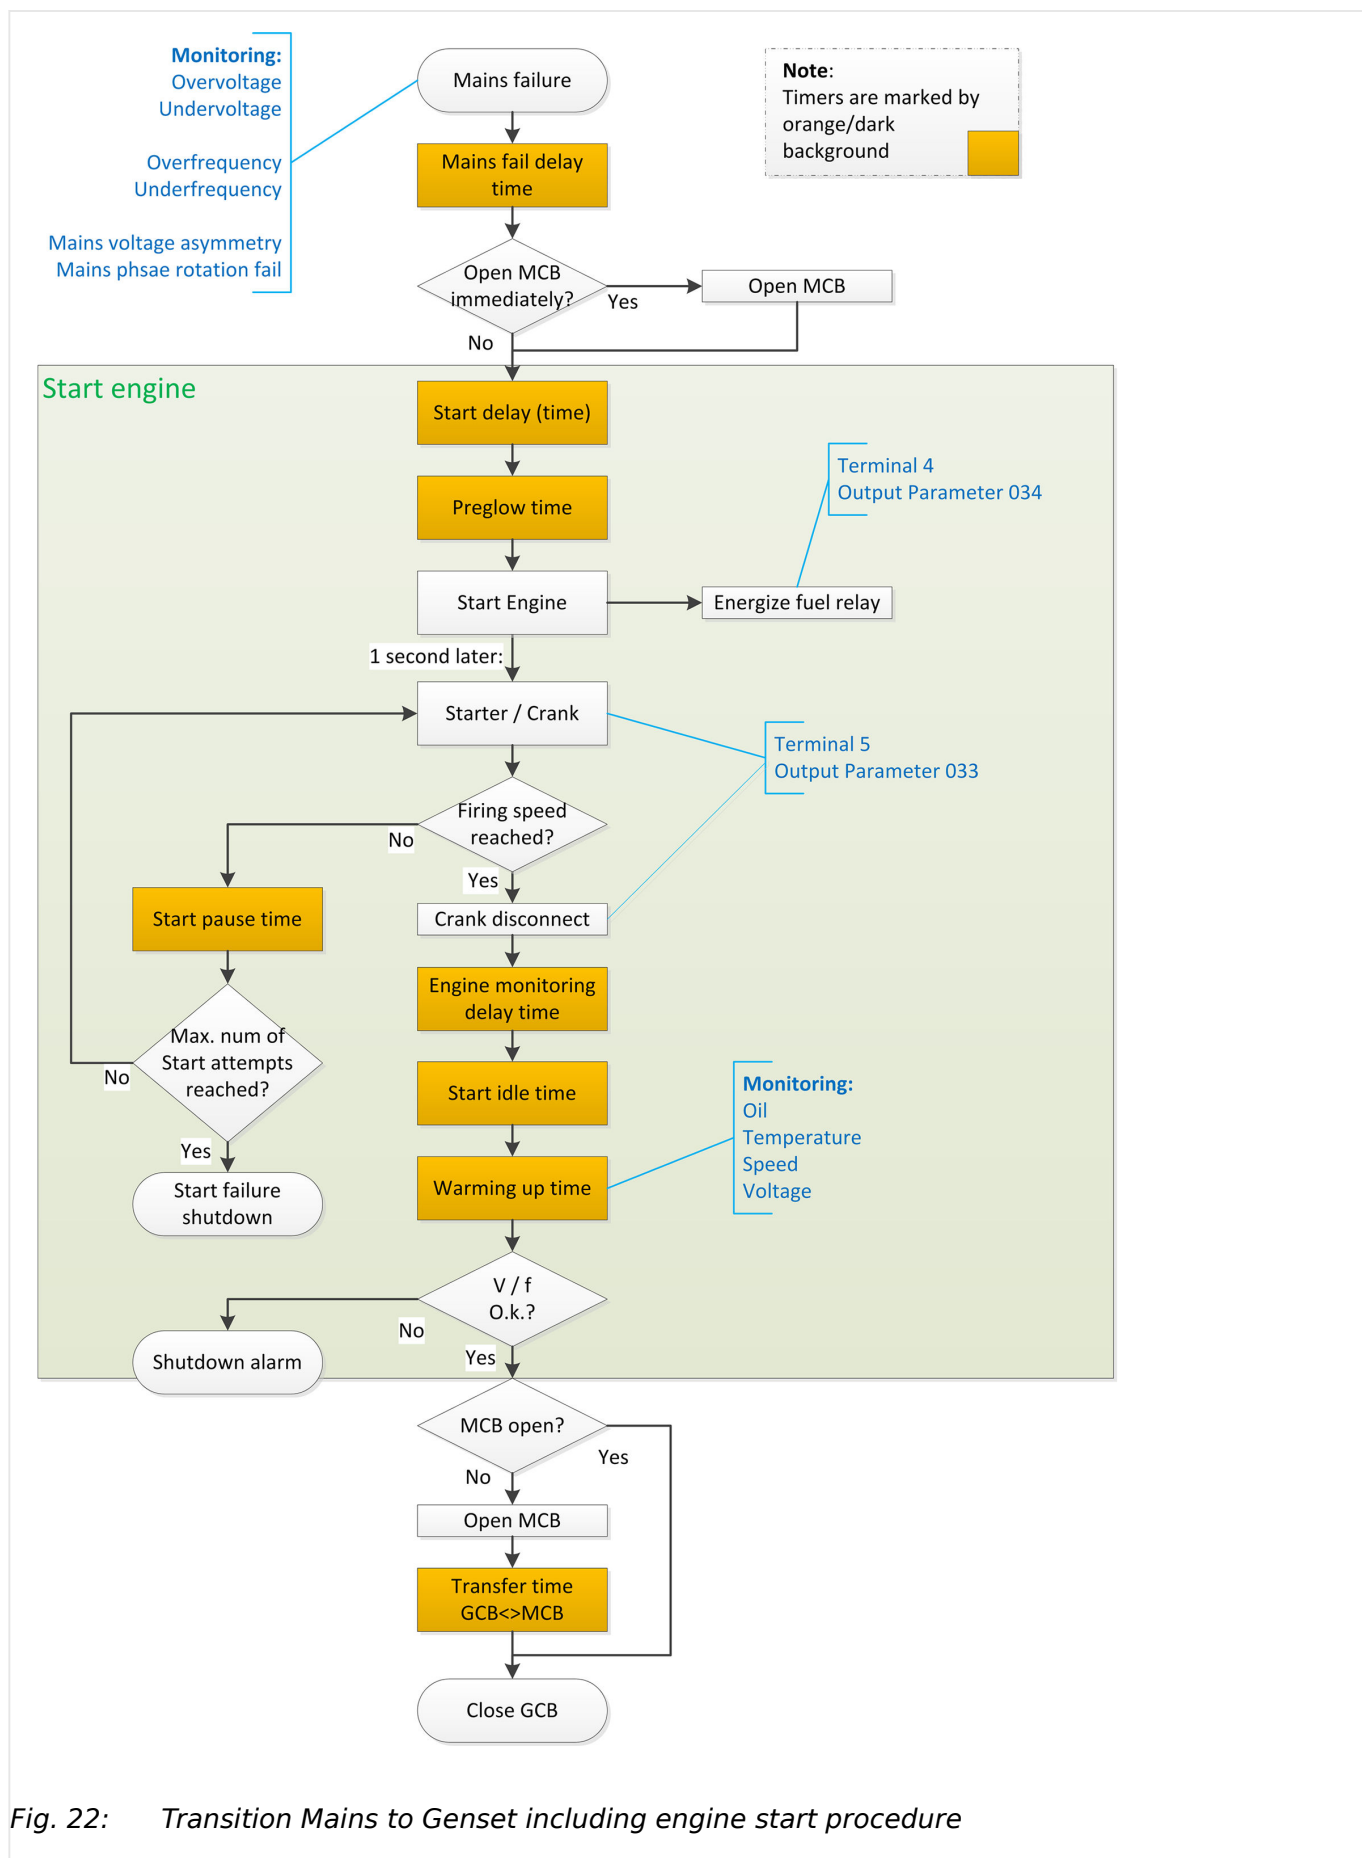 Monitoring:
Overvoltage
Undervoltage
Overfrequency
Underfrequency
Mains voltage asymmetry
Mains phsae rotation fail
Mains failure
Note:
Timers are marked by
orange/dark
background
Mains fail delay
time
Open MCB
immediately?
Yes
Open MCB
No
Start engine
Start delay (time)
Preglow time
Terminal 4
Output Parameter 034
Start Engine
Energize fuel relay
1 second later:
Starter / Crank
Terminal 5
Output Parameter 033
Firing speed
reached?
No
Yes
Start pause time
Crank disconnect
Engine monitoring
delay time
Max. num of
Start attempts
reached?
No
Yes
Start failure
shutdown
Start idle time
Monitoring:
Oil
Temperature
Speed
Voltage
Warming up time
V / f
O.k.?
No
Yes
Shutdown alarm
MCB open?
Yes
No
Open MCB
Transfer time
GCB<>MCB
Close GCB
Fig. 22: Transition Mains to Genset including engine start procedure